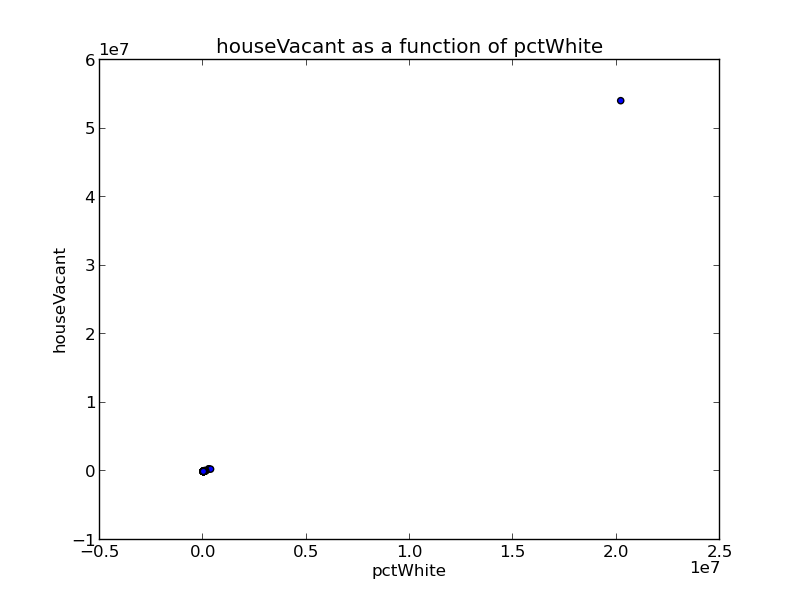 houseVacant as a function of pctWhite
1e7
6
5
4
3
2
1
0
−1
houseVacant
−0.5 0.0 0.5 1.0 1.5 2.0 2.5
1e7
pctWhite